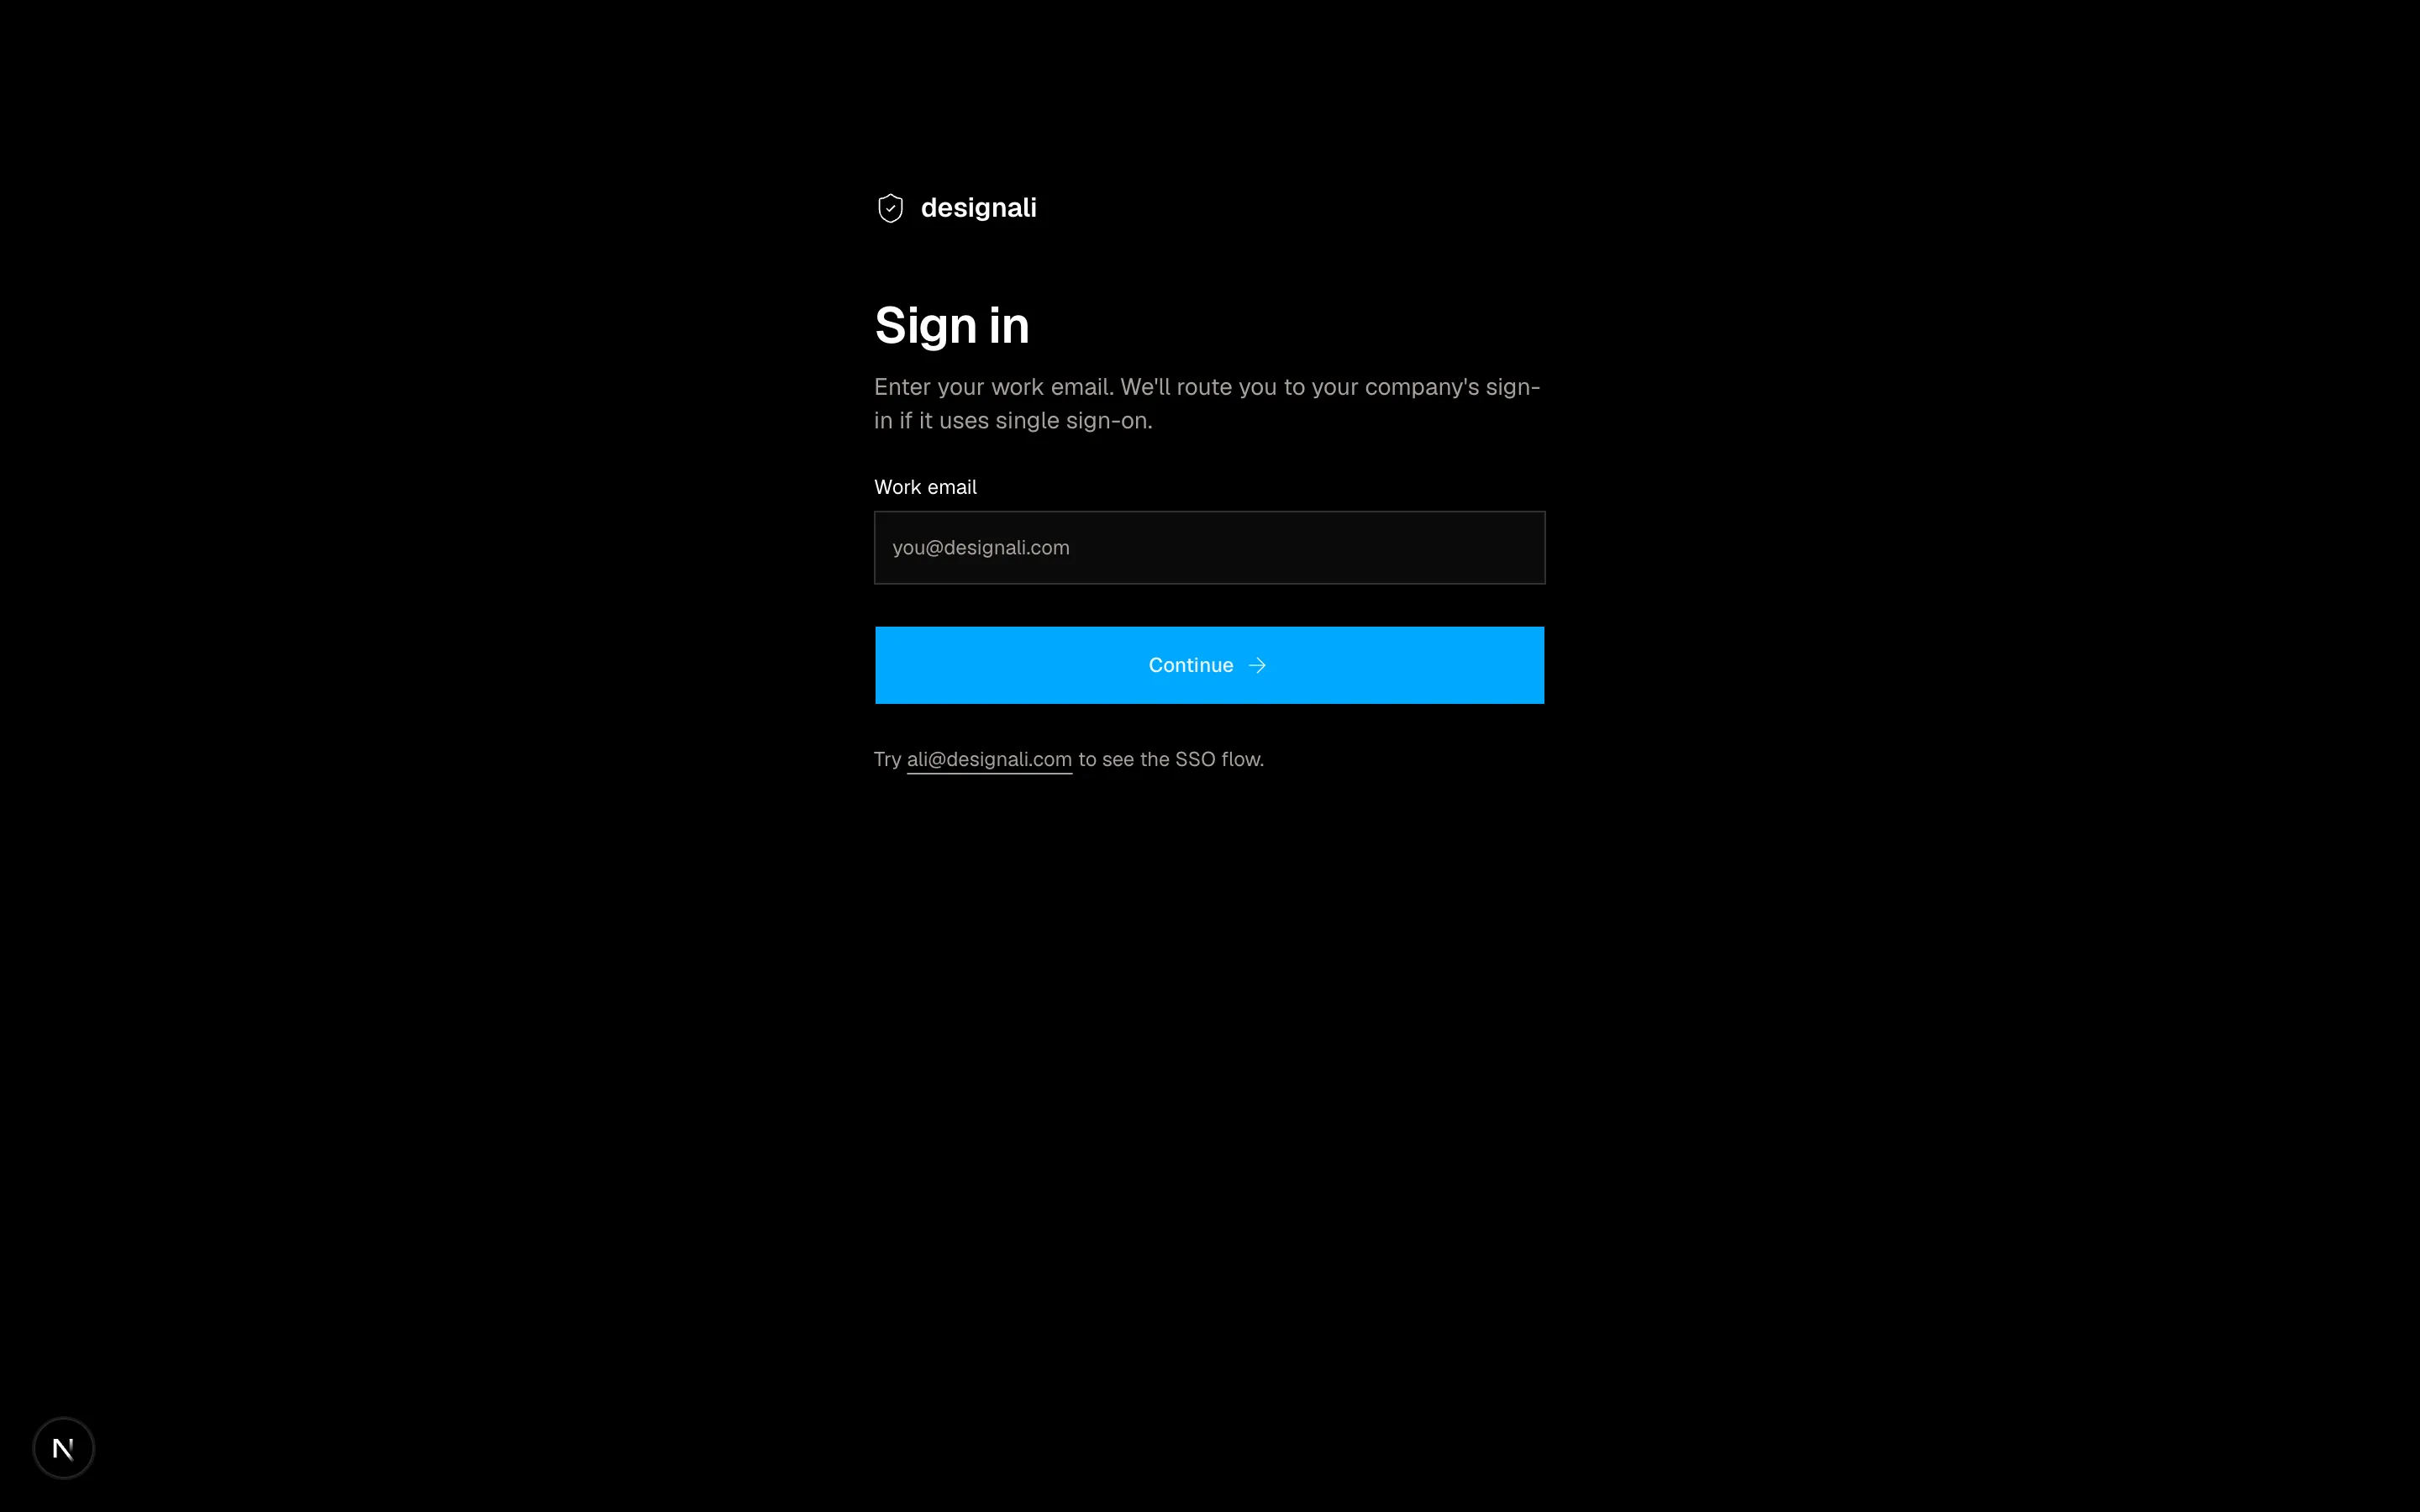 designali
Sign in
Enter your work email. We'll route you to your company's sign-
in if it uses single sign-on.
Work email
you@designali.com
Continue →
Try ali@designali.com to see the SSO flow.
N